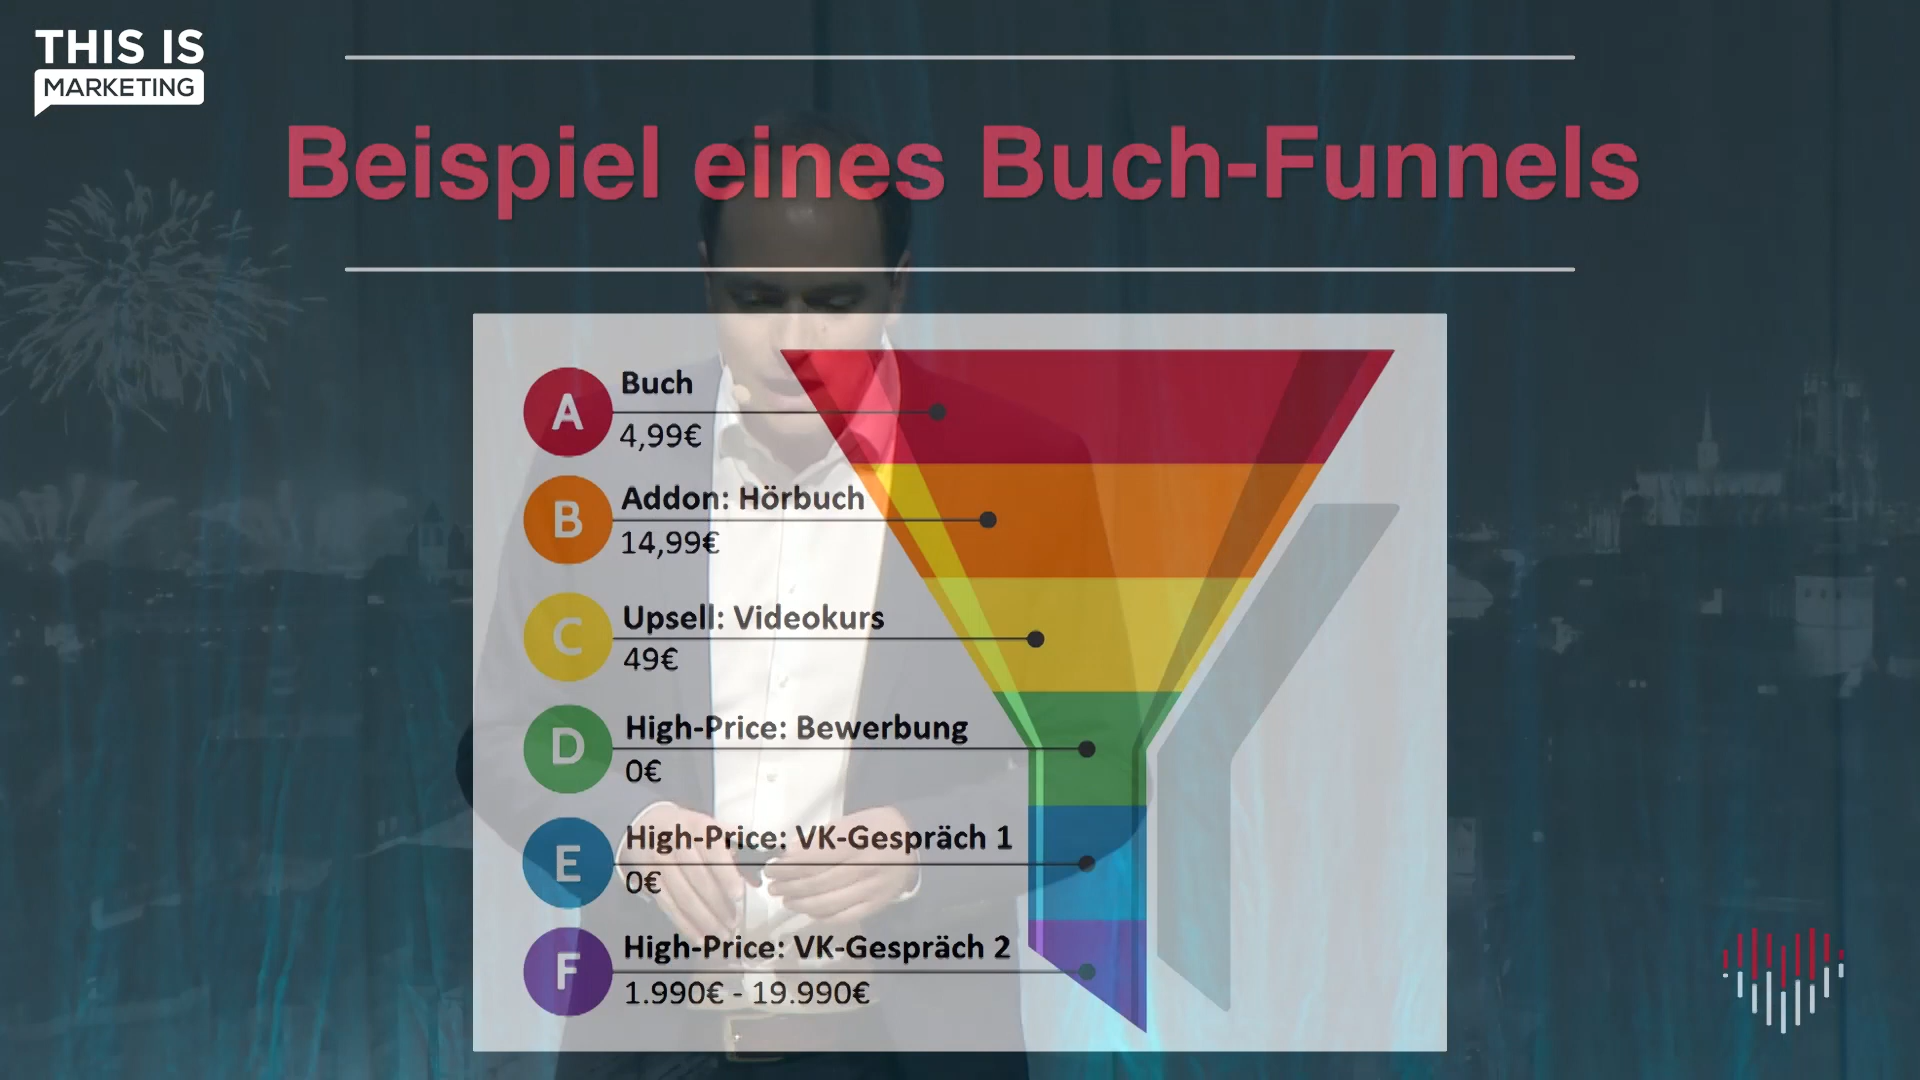 THIS IS
MARKETING
Beispiel eines Buch-Funnels
A
Buch
4,99€
B
Addon: Hörbuch
14,99€
C
Upsell: Videokurs
49€
D
High-Price: Bewerbung
0€
E
High-Price: VK-Gespräch 1
0€
F
High-Price: VK-Gespräch 2
1.990€ - 19.990€